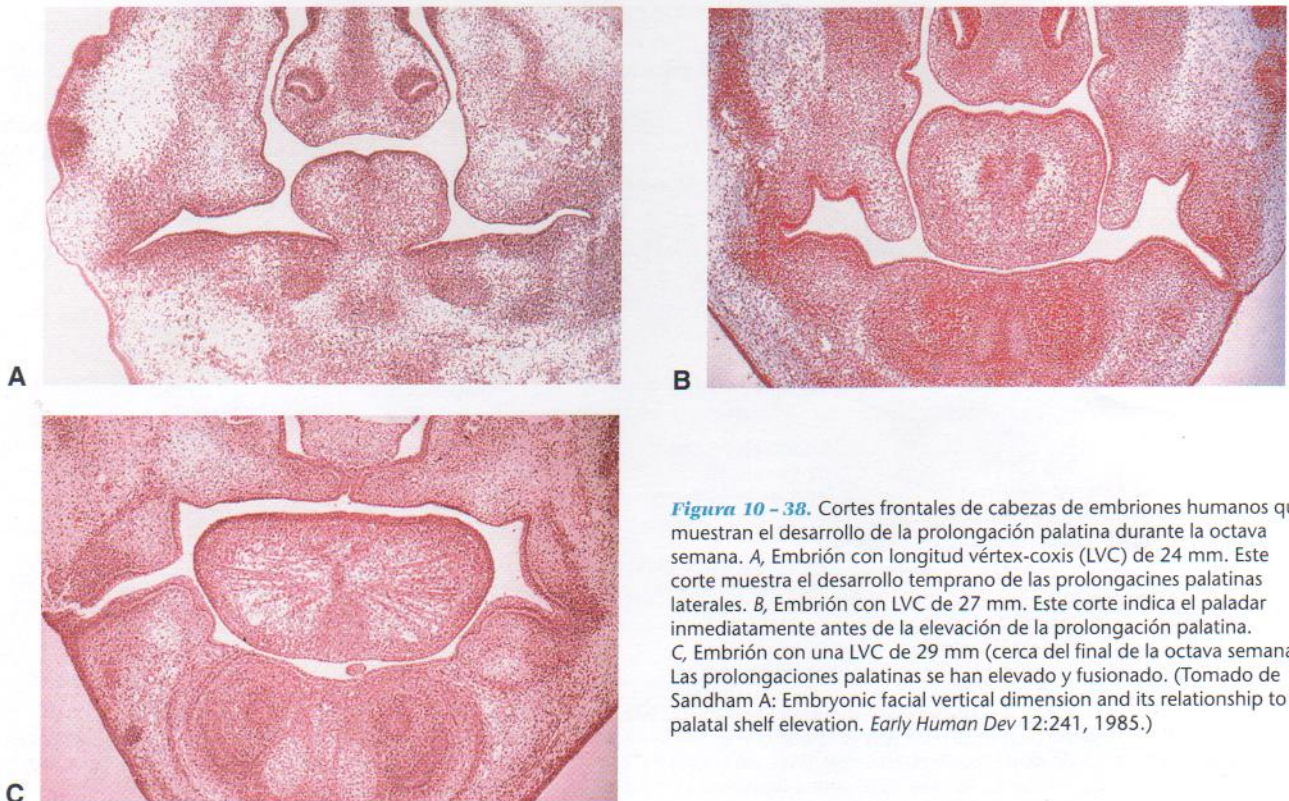 A
B
C
Figura 10 – 38. Cortes frontales de cabezas de embriones humanos qu
muestran el desarrollo de la prolongación palatina durante la octava
semana. A, Embrión con longitud vértex-coxis (LVC) de 24 mm. Este
corte muestra el desarrollo temprano de las prolongacines palatinas
laterales. B, Embrión con LVC de 27 mm. Este corte indica el paladar
inmediatamente antes de la elevación de la prolongación palatina.
C, Embrión con una LVC de 29 mm (cerca del final de la octava semana
Las prolongaciones palatinas se han elevado y fusionado. (Tomado de
Sandham A: Embryonic facial vertical dimension and its relationship to
palatal shelf elevation. Early Human Dev 12:241, 1985.)